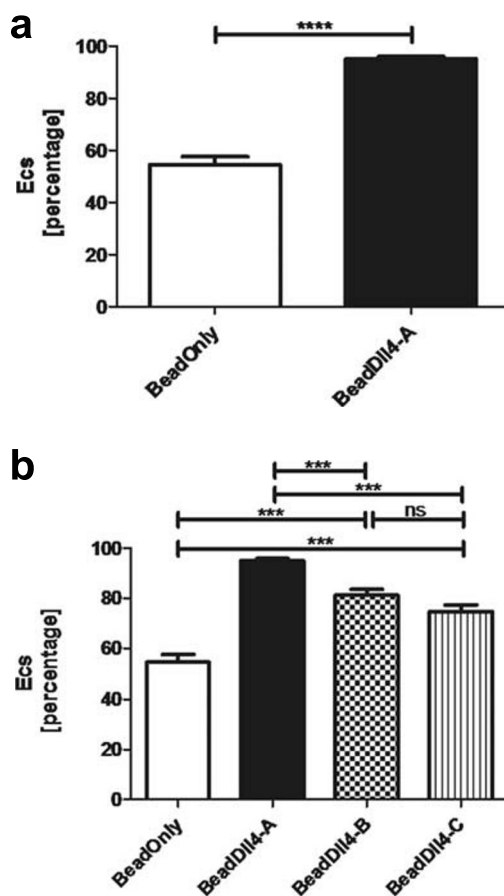 a
****
100
80
60
40
20
0
Ecs
[percentage]
BeadOnly
BeadDll4-A
b
***
***
***
ns
***
100
80
60
40
20
0
Ecs
[percentage]
BeadOnly
BeadDll4-A
BeadDll4-B
BeadDll4-C